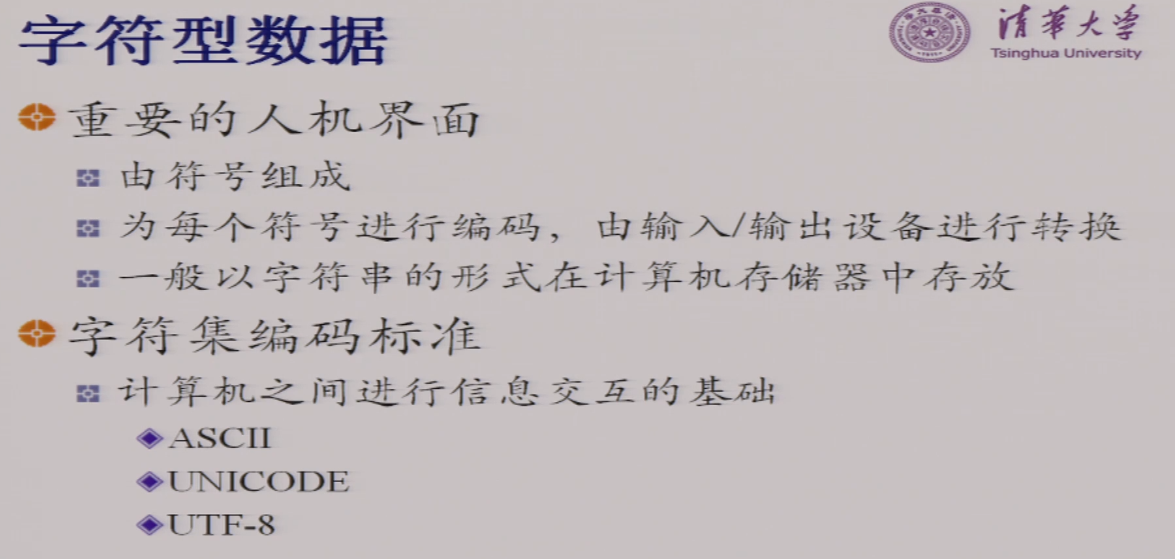 字符型数据
清华大学
Tsinghua University
重要的人机界面
由符号组成
为每个符号进行编码，由输入/输出设备进行转换
一般以字符串的形式在计算机存储器中存放
字符集编码标准
计算机之间进行信息交互的基础
ASCII
UNICODE
UTF-8